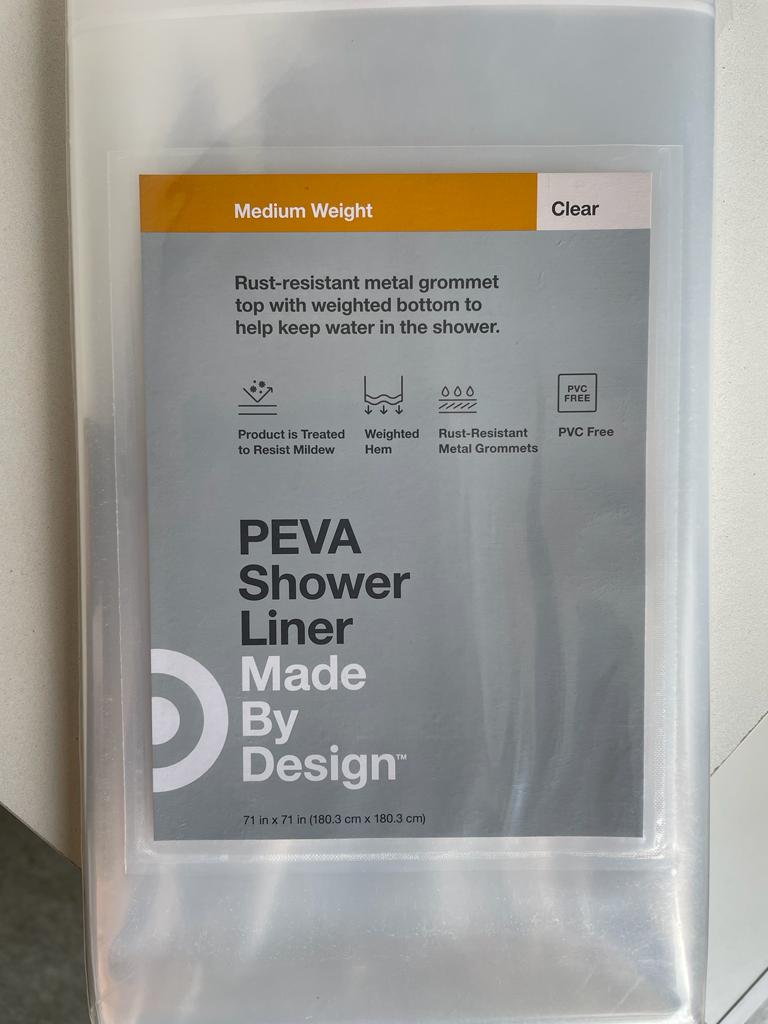 Medium Weight
Clear
Rust-resistant metal grommet
top with weighted bottom to
help keep water in the shower.
Product is Treated
to Resist Mildew
Weighted
Hem
Rust-Resistant
Metal Grommets
PVC
FREE
PVC Free
PEVA
Shower
Liner
Made
By
Design™
71 in x 71 in (180.3 cm x 180.3 cm)